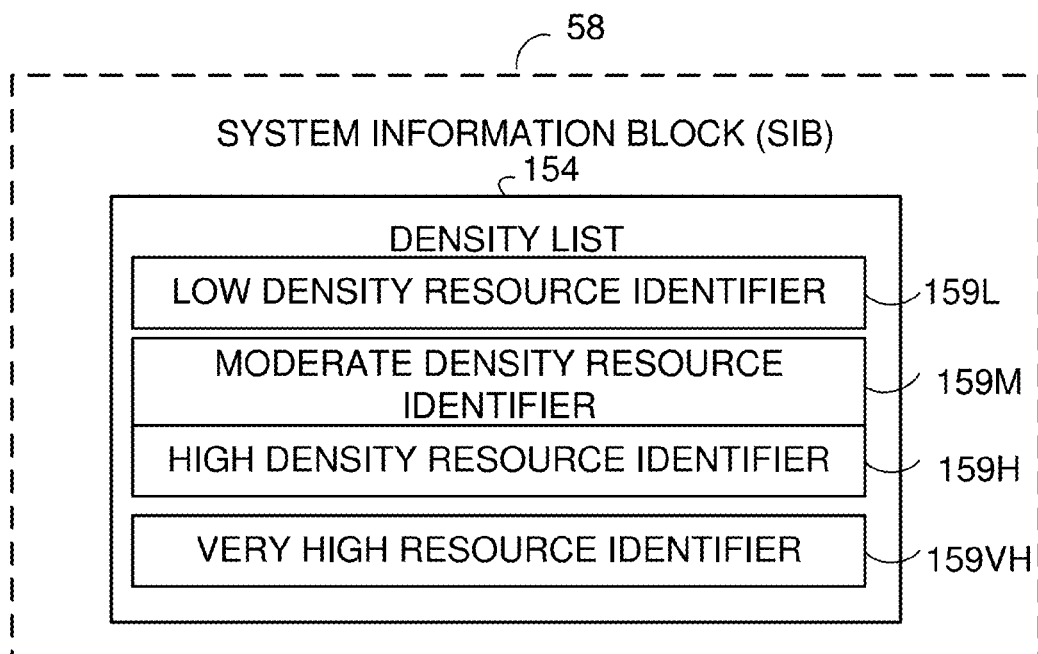 58
SYSTEM INFORMATION BLOCK (SIB)
154
DENSITY LIST
LOW DENSITY RESOURCE IDENTIFIER
159L
MODERATE DENSITY RESOURCE
IDENTIFIER
159M
HIGH DENSITY RESOURCE IDENTIFIER
159H
VERY HIGH RESOURCE IDENTIFIER
159VH